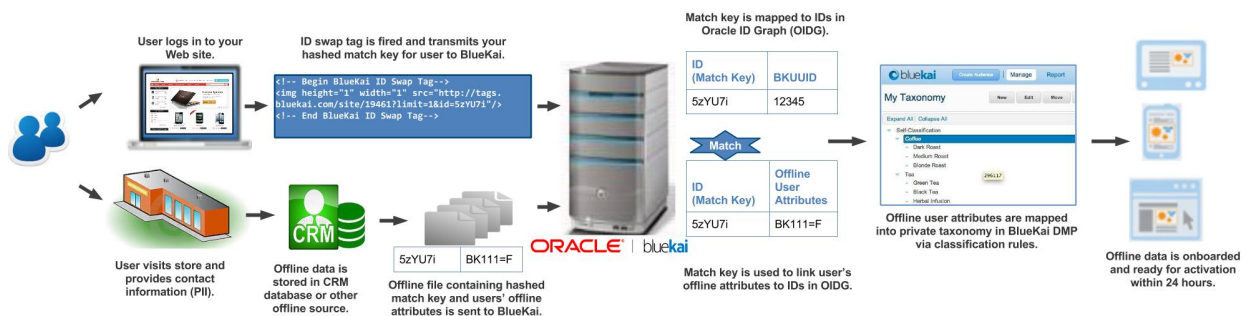 User logs in to your
Web site.
ID swap tag is fired and transmits your
hashed match key for user to BlueKai.
<!-- Begin BlueKai ID Swap Tag-->
<img height="1" width="1" src="http://tags.
bluekai.com/site/19461?limit=1&id=5zYU7i"/>
<!-- End BlueKai ID Swap Tag-->
User visits store and
provides contact
information (PII).
CRM
Offline data is
stored in CRM
database or other
offline source.
5zYU7i BK111=F
Offline file containing hashed
match key and users' offline
attributes is sent to BlueKai.
ORACLE | bluekai
Match key is mapped to IDs in
Oracle ID Graph (OIDG).
ID
(Match Key) BKUUID
5zYU7i 12345
Match
ID
(Match Key) Offline
User
Attributes
5zYU7i BK111=F
Match key is used to link user's
offline attributes to IDs in OIDG.
bluekai Create Audience | Manage Report
My Taxonomy New Edit Move
Expand All Collapse All
Self-Classification
Coffee
Dark Roast
Medium Roast
Blonde Roast
Tea
296117
Green Tea
Black Tea
Herbal Infusion
Offline user attributes are mapped
into private taxonomy in BlueKai DMP
via classification rules.
Offline data is onboarded
and ready for activation
within 24 hours.